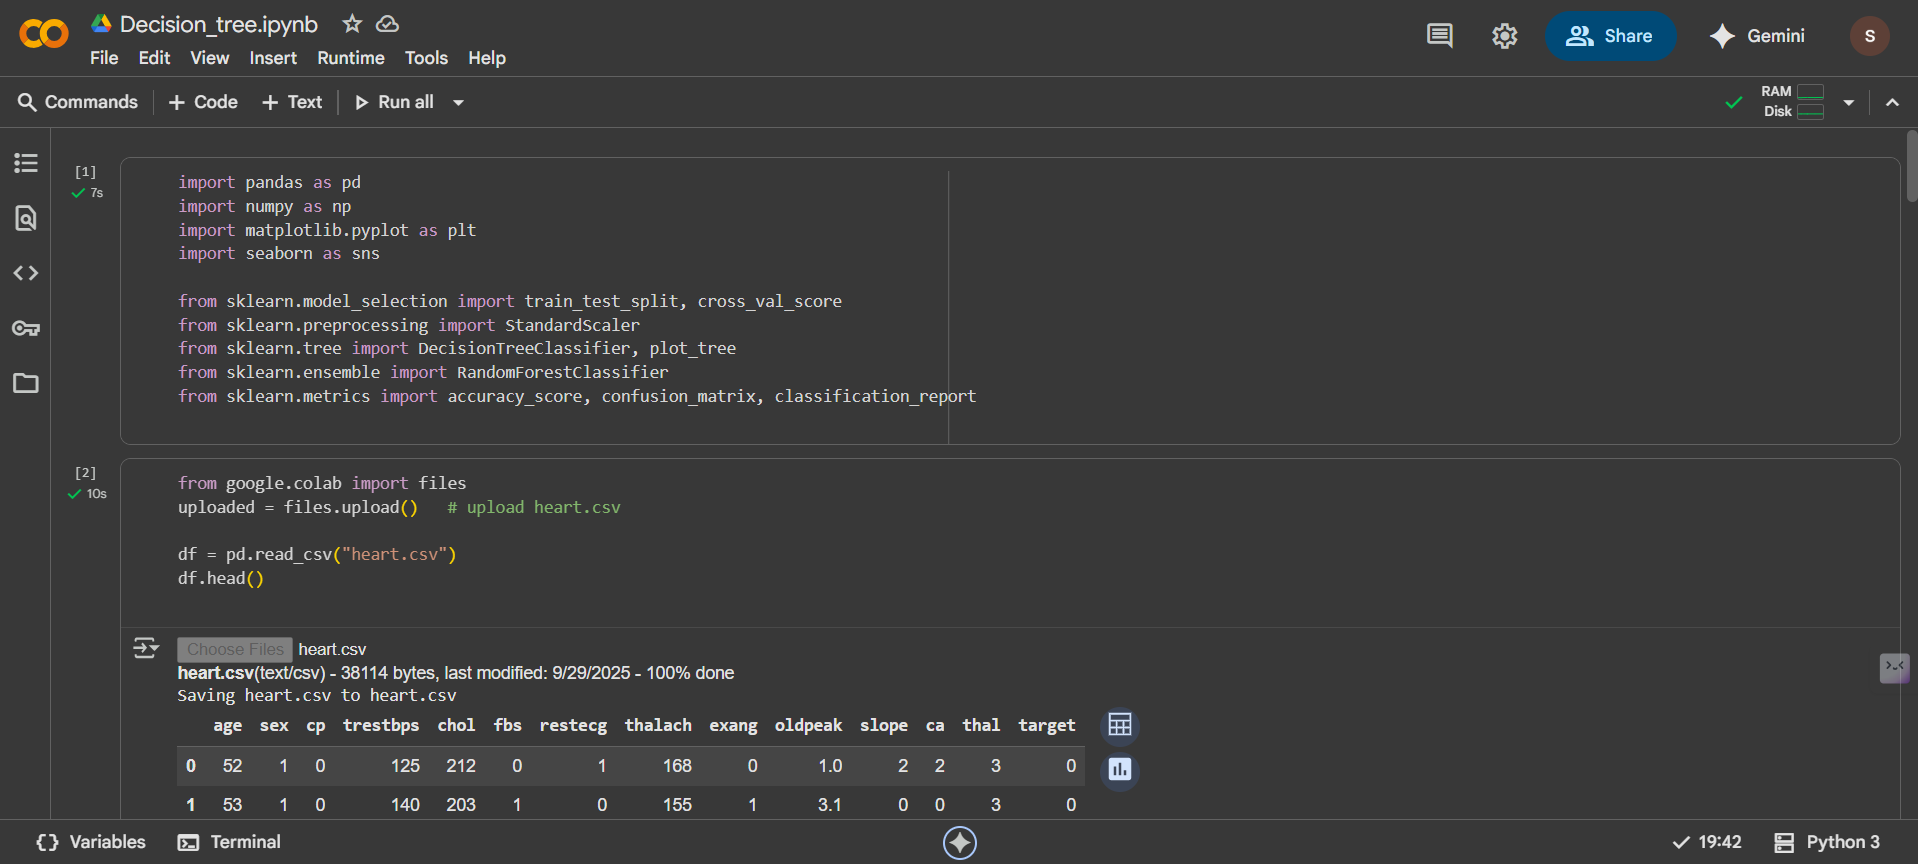 Decision_tree.ipynb
File Edit View Insert Runtime Tools Help
Share
Gemini
S
Commands + Code + Text Run all
RAM
Disk
[1]
7s
import pandas as pd
import numpy as np
import matplotlib.pyplot as plt
import seaborn as sns
from sklearn.model_selection import train_test_split, cross_val_score
from sklearn.preprocessing import StandardScaler
from sklearn.tree import DecisionTreeClassifier, plot_tree
from sklearn.ensemble import RandomForestClassifier
from sklearn.metrics import accuracy_score, confusion_matrix, classification_report
[2]
10s
from google.colab import files
uploaded = files.upload()   # upload heart.csv
df = pd.read_csv("heart.csv")
df.head()
Choose Files heart.csv
heart.csv(text/csv) - 38114 bytes, last modified: 9/29/2025 - 100% done
Saving heart.csv to heart.csv
age sex cp trestbps chol fbs restecg thalach exang oldpeak slope ca thal target
0 52 1 0 125 212 0 1 168 0 1.0 2 2 3 0
1 53 1 0 140 203 1 0 155 1 3.1 0 0 3 0
Variables Terminal
19:42 Python 3